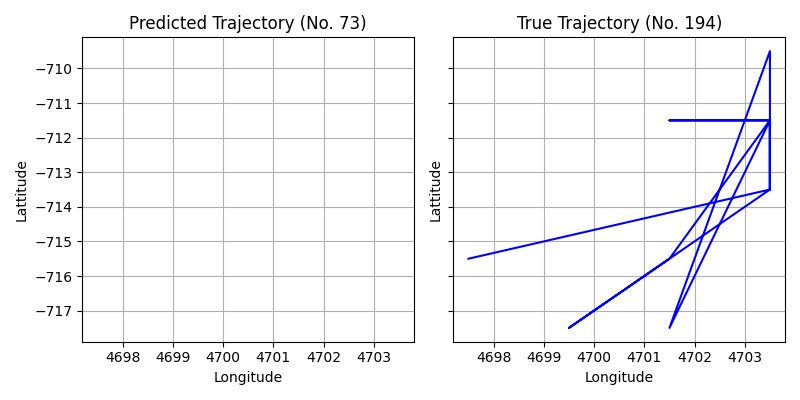 Predicted Trajectory (No. 73)
True Trajectory (No. 194)
−710
−711
−712
−713
−714
−715
−716
−717
Lattitude
Lattitude
4698 4699 4700 4701 4702 4703
4698 4699 4700 4701 4702 4703
Longitude
Longitude